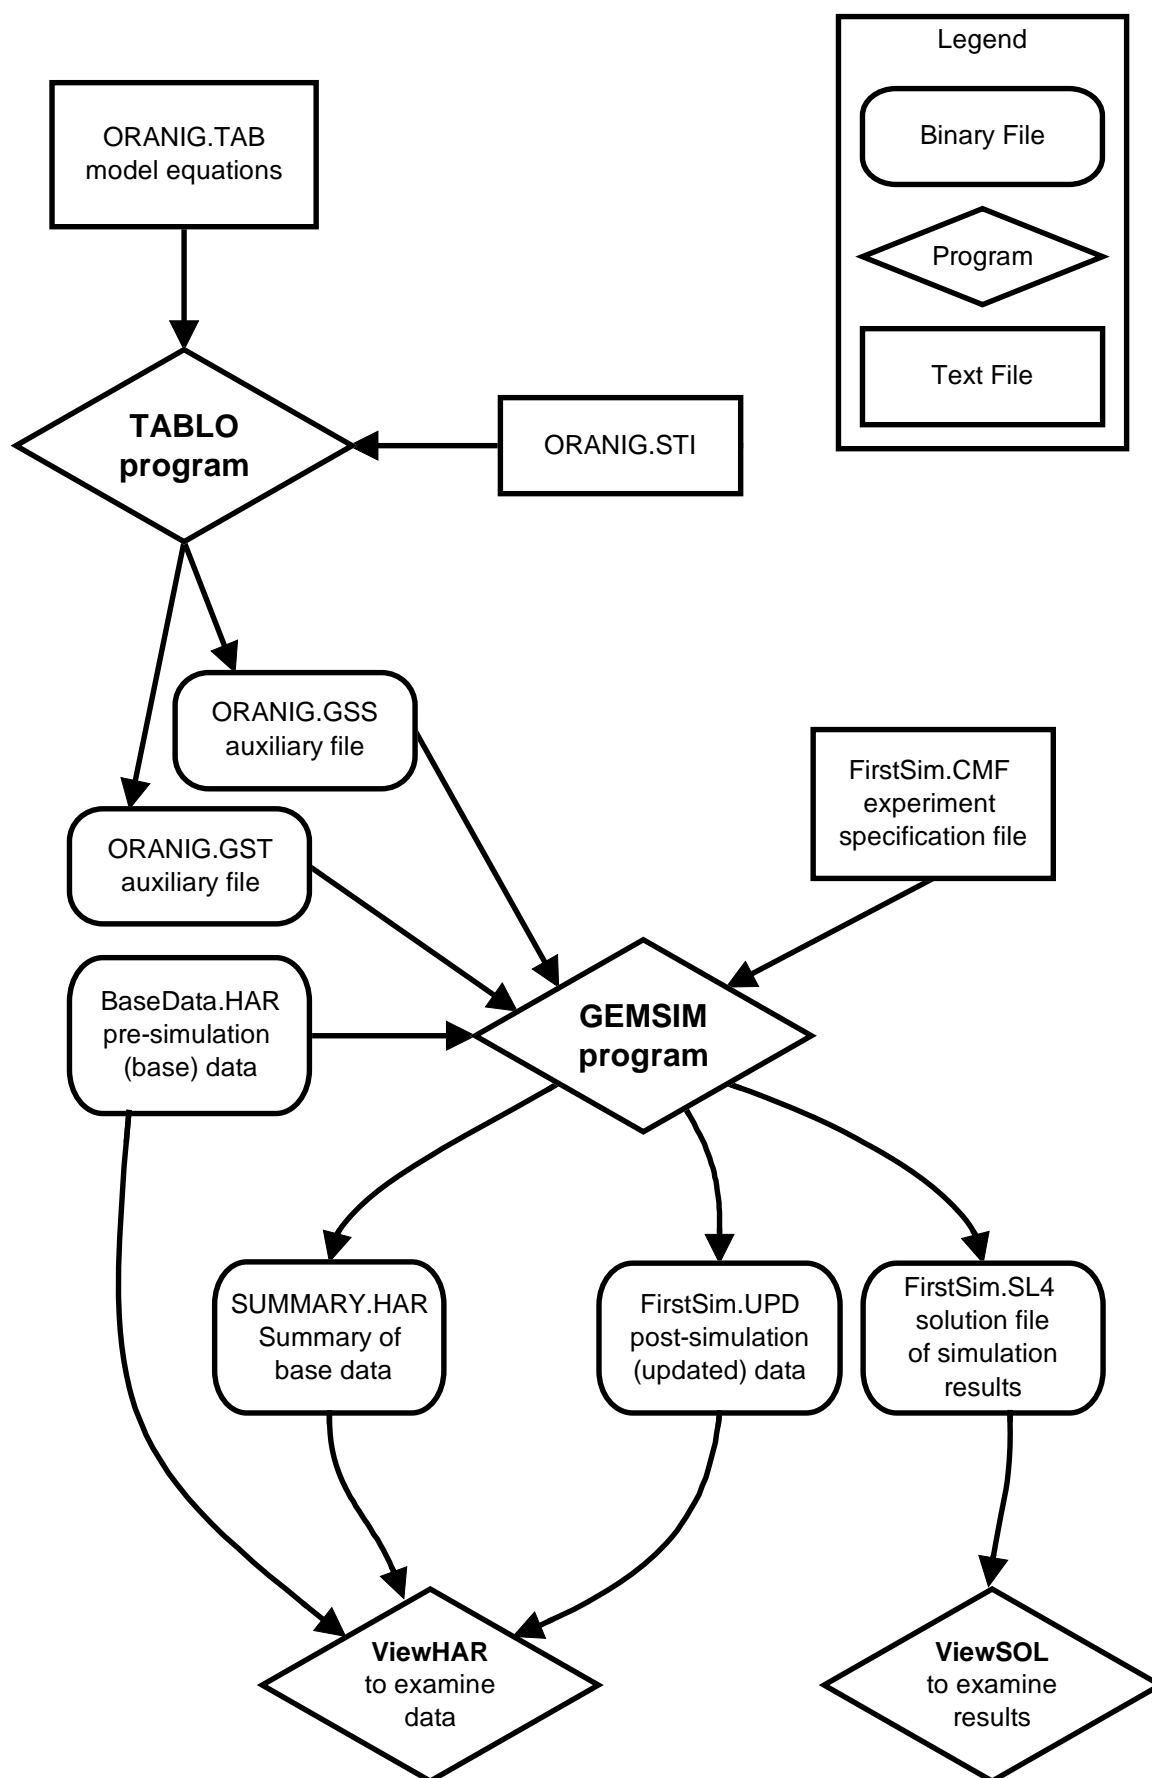 Legend
Binary File
Program
Text File
ORANIG.TAB
model equations
TABLO
program
ORANIG.STI
ORANIG.GSS
auxiliary file
ORANIG.GST
auxiliary file
FirstSim.CMF
experiment
specification file
BaseData.HAR
pre-simulation
(base) data
GEMSIM
program
SUMMARY.HAR
Summary of
base data
FirstSim.UPD
post-simulation
(updated) data
FirstSim.SL4
solution file
of simulation
results
ViewHAR
to examine
data
ViewSOL
to examine
results